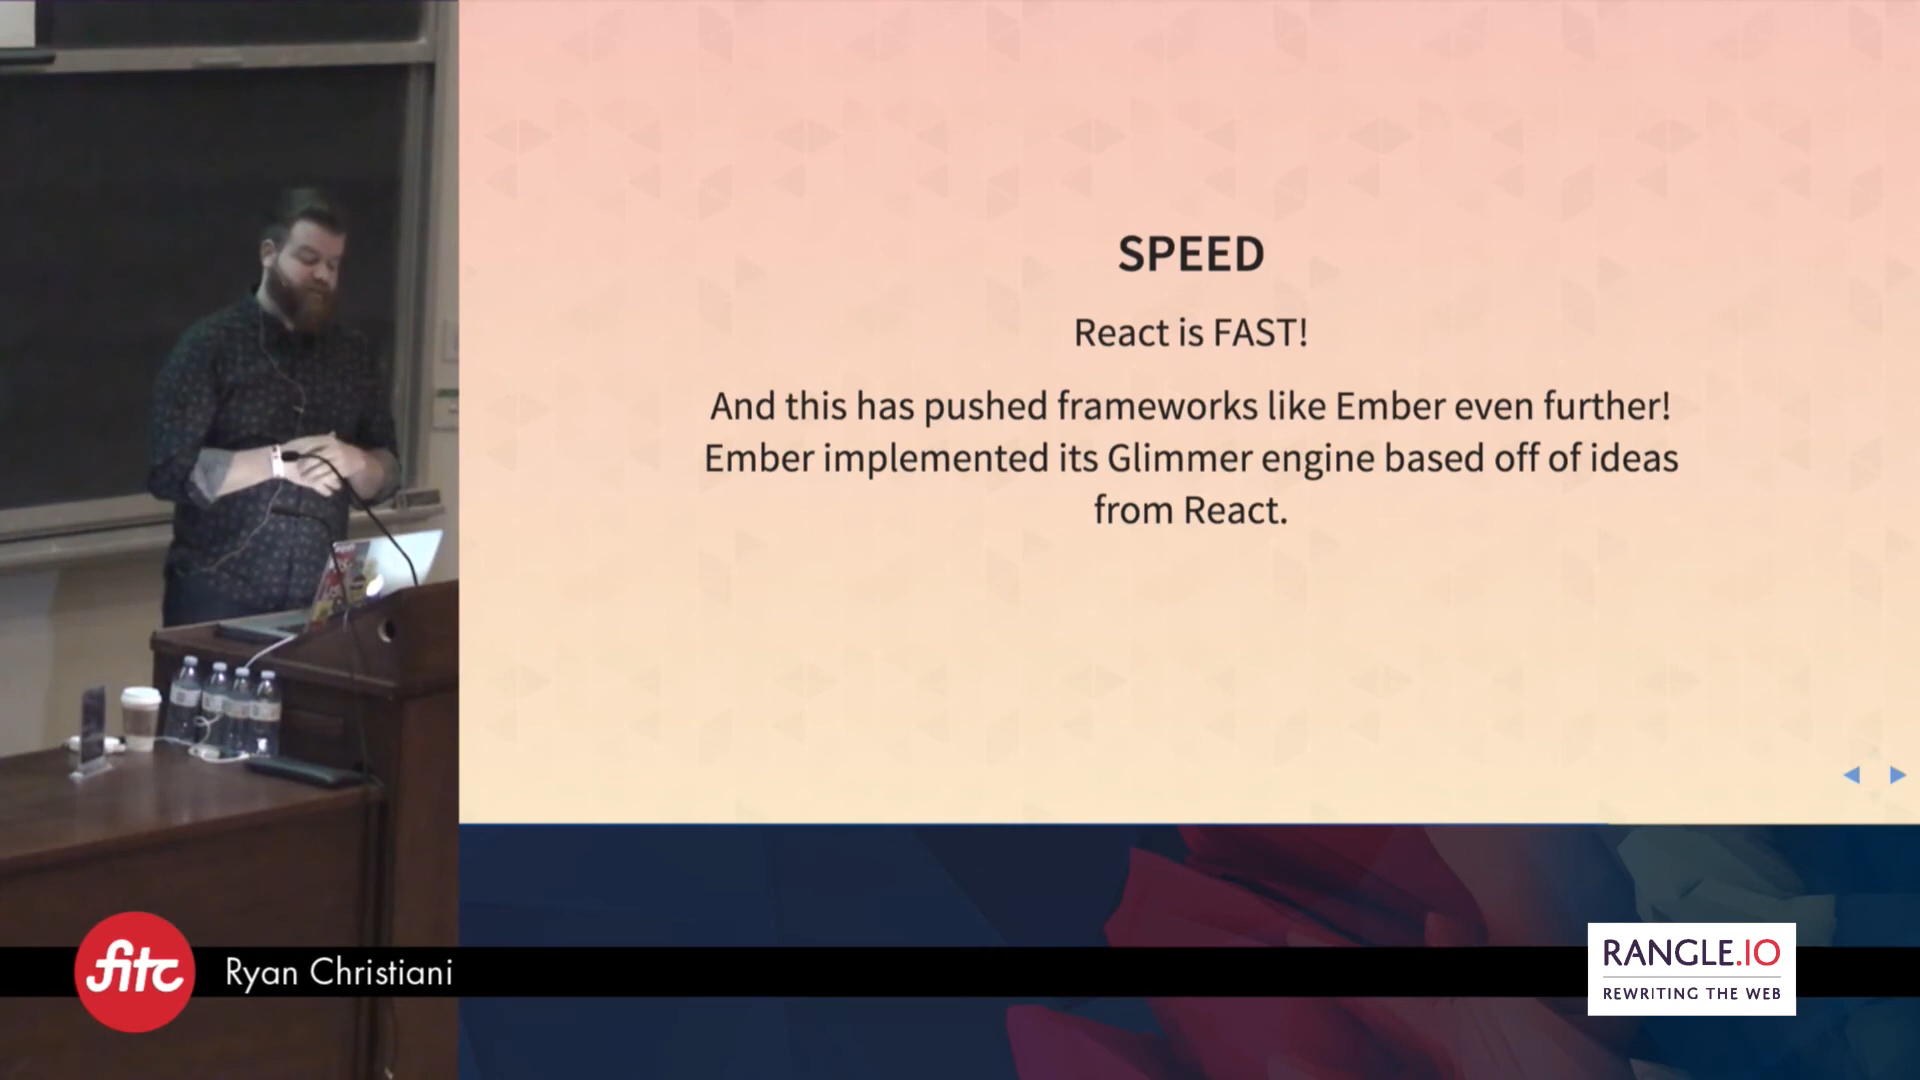 SPEED
React is FAST!
And this has pushed frameworks like Ember even further!
Ember implemented its Glimmer engine based off of ideas
from React.
fitc
Ryan Christiani
RANGLE.IO
REWRITING THE WEB